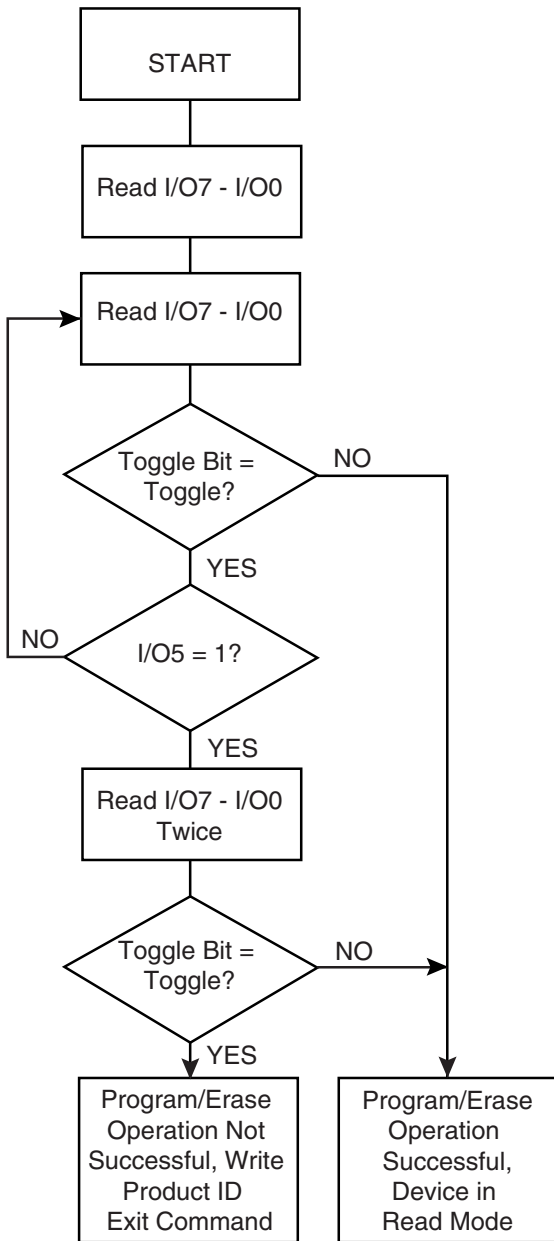 START
Read I/O7 - I/O0
Read I/O7 - I/O0
Toggle Bit =
Toggle?
NO
YES
I/O5 = 1?
NO
YES
Read I/O7 - I/O0
Twice
Toggle Bit =
Toggle?
NO
YES
Program/Erase
Operation Not
Successful, Write
Product ID
Exit Command
Program/Erase
Operation
Successful,
Device in
Read Mode